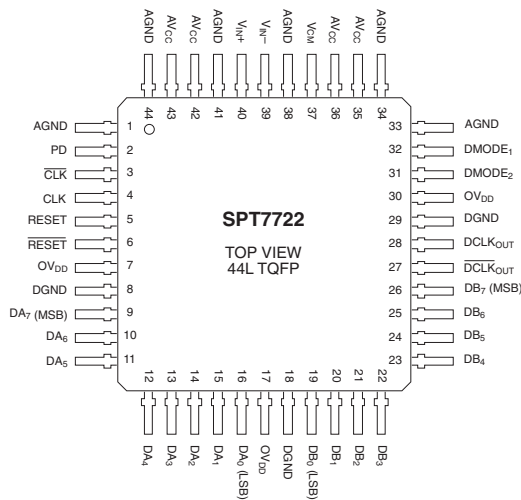 AGND AVCC AVCC AGND VIN+ VIN– AGND VCM AVCC AVCC AGND
44 43 42 41 40 39 38 37 36 35 34
AGND 1 33 AGND
PD 2 32 DMODE1
C̅L̅K̅ 3 31 DMODE2
CLK 4 30 OVDD
RESET 5 29 DGND
R̅E̅S̅E̅T̅ 6 28 DCLKOUT
OVDD 7 27 D̅C̅L̅K̅OUT
DGND 8 26 DB7 (MSB)
DA7 (MSB) 9 25 DB6
DA6 10 24 DB5
DA5 11 23 DB4
SPT7722
TOP VIEW
44L TQFP
12 13 14 15 16 17 18 19 20 21 22
DA4 DA3 DA2 DA1 DA0 (LSB) OVDD DGND DB0 (LSB) DB1 DB2 DB3